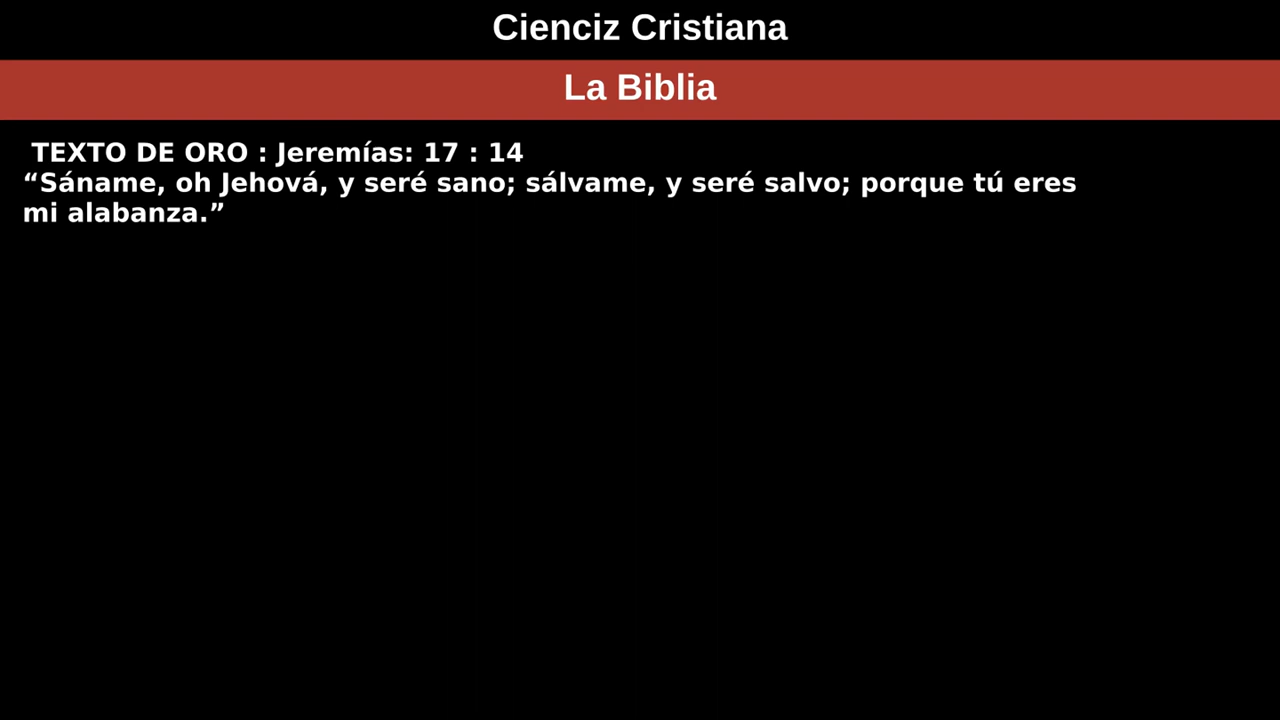 Cienciz Cristiana
La Biblia
TEXTO DE ORO : Jeremías: 17 : 14
“Sáname, oh Jehová, y seré sano; sálvame, y seré salvo; porque tú eres
mi alabanza.”